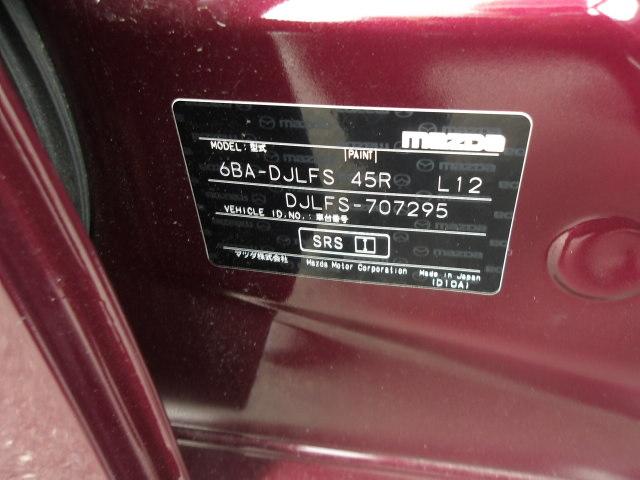 mazda
MODEL:型式 PAINT
6BA-DJLFS 45R L12
DJLFS-707295
VEHICLE ID.NO.:車台番号
SRS
マツダ株式会社 Mazda Motor Corporation Made in Japan
(D10A)